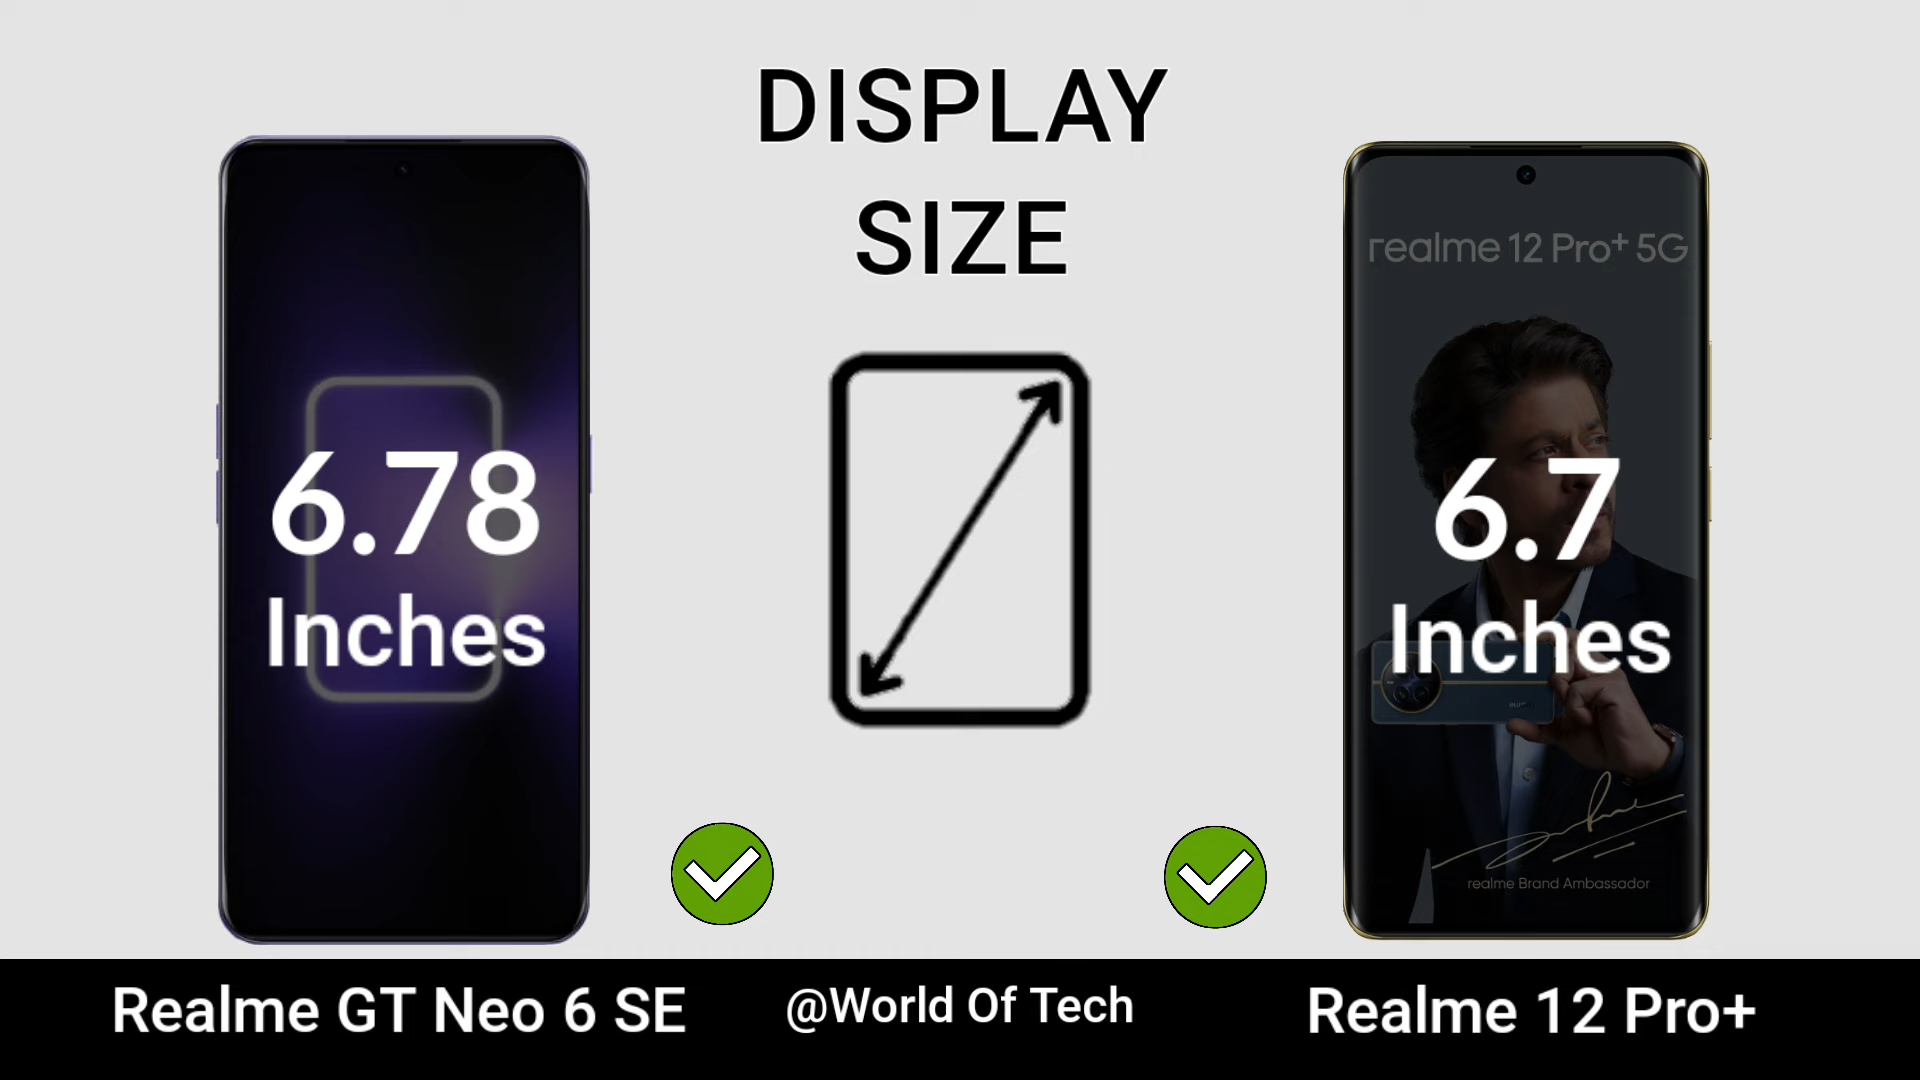 DISPLAY
SIZE
realme 12 Pro+ 5G
6.78
Inches
6.7
Inches
realme Brand Ambassador
Realme GT Neo 6 SE
@World Of Tech
Realme 12 Pro+